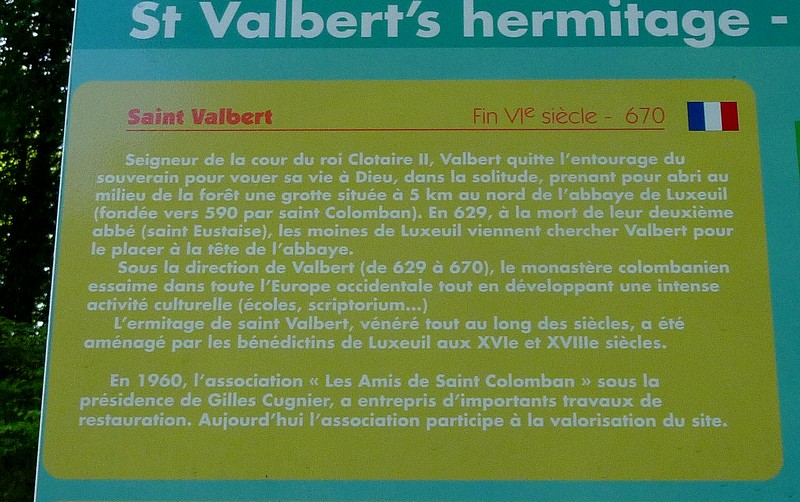 St Valbert's hermitage -
Saint Valbert Fin VIe siècle - 670
Seigneur de la cour du roi Clotaire II, Valbert quitte l'entourage du
souverain pour vouer sa vie à Dieu, dans la solitude, prenant pour abri au
milieu de la forêt une grotte située à 5 km au nord de l'abbaye de Luxeuil
(fondée vers 590 par saint Colomban). En 629, à la mort de leur deuxième
abbé (saint Eustaise), les moines de Luxeuil viennent chercher Valbert pour
le placer à la tête de l'abbaye.
Sous la direction de Valbert (de 629 à 670), le monastère colombanien
essaime dans toute l'Europe occidentale tout en développant une intense
activité culturelle (écoles, scriptorium...)
L'ermitage de saint Valbert, vénéré tout au long des siècles, a été
aménagé par les bénédictins de Luxeuil aux XVIe et XVIIIe siècles.
En 1960, l'association « Les Amis de Saint Colomban » sous la
présidence de Gilles Cugnier, a entrepris d'importants travaux de
restauration. Aujourd'hui l'association participe à la valorisation du site.